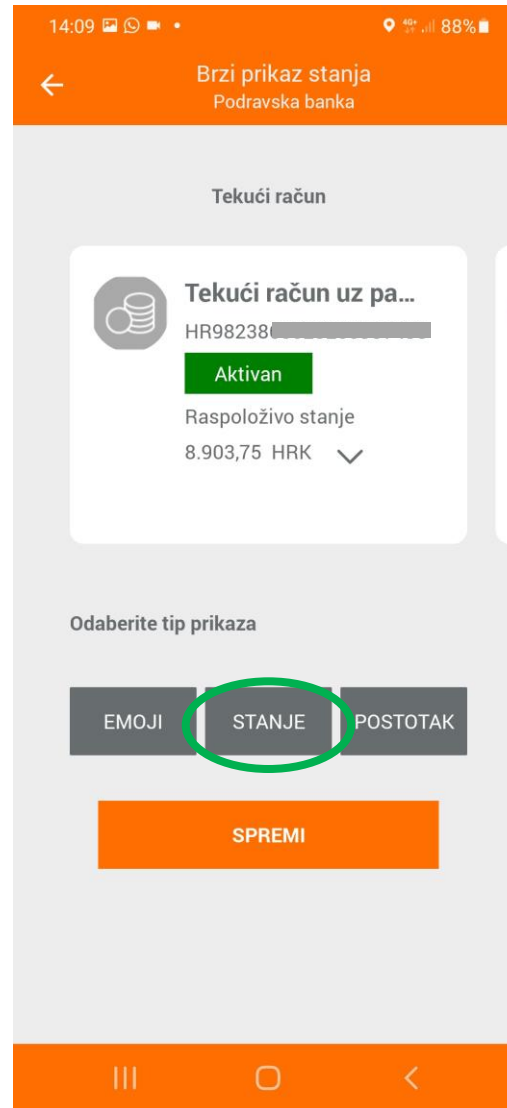 14:09
4G+
88%
Brzi prikaz stanja
Podravska banka
Tekući račun
Tekući račun uz pa...
HR98238
Aktivan
Raspoloživo stanje
8.903,75 HRK
Odaberite tip prikaza
EMOJI
STANJE
POSTOTAK
SPREMI